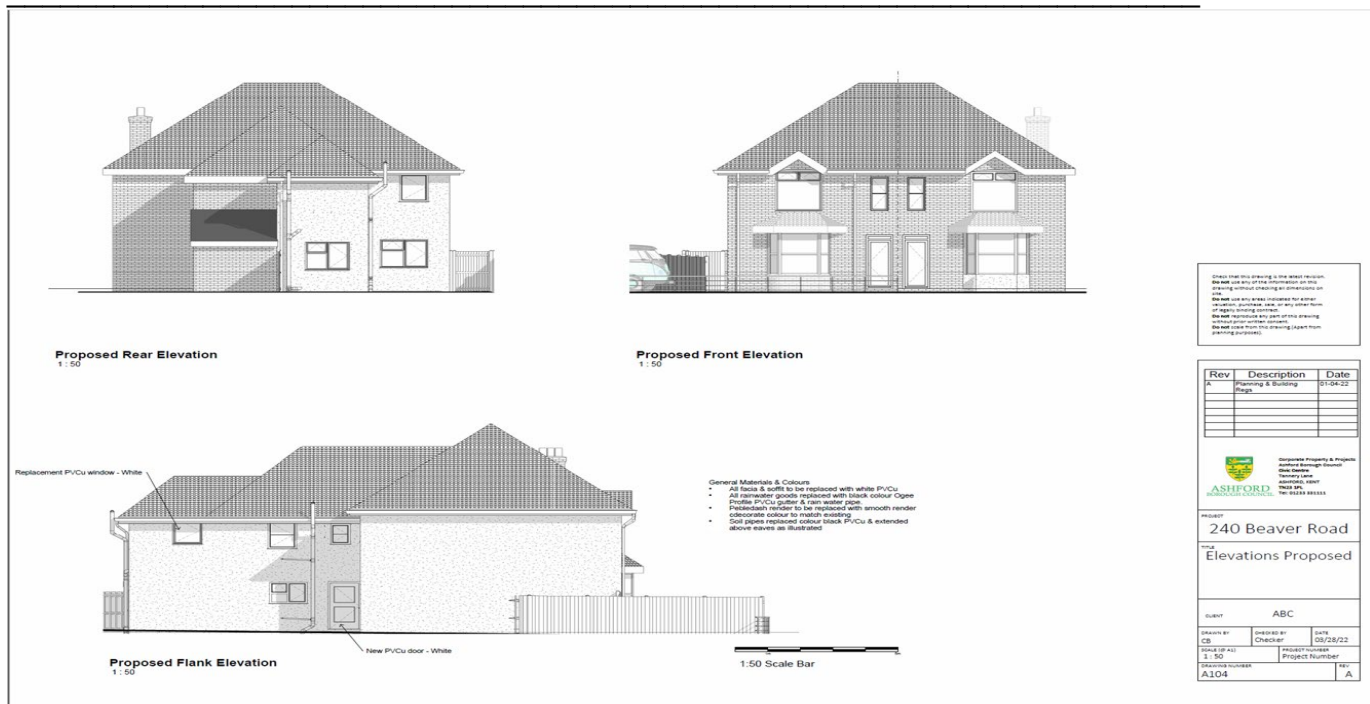 Proposed Rear Elevation
1 : 50
Proposed Front Elevation
1 : 50
Replacement PVCu window - White
New PVCu door - White
Proposed Flank Elevation
1 : 50
General Materials & Colours
• All facia & soffit to be replaced with white PVCu
• All rainwater goods replaced with black colour Ogee
Profile PVCu gutter & rain water pipe.
• Pebbledash render to be replaced with smooth render
cdecorate colour to match existing
• Soil pipes replaced colour black PVCu & extended
above eaves as illustrated
1:50 Scale Bar
Check that this drawing is the latest revision.
Do not use any of the information on this
drawing without checking all dimensions on
site.
Do not use any areas indicated for either
valuation, purchase, sale, or any other form
of legally binding contract.
Do not reproduce any part of this drawing
without prior written consent.
Do not scale from this drawing (Apart from
planning purposes).
Rev Description Date
A Planning & Building 01-04-22
Regs
ASHFORD
BOROUGH COUNCIL
Corporate Property & Projects
Ashford Borough Council
Civic Centre
Tannery Lane
ASHFORD, KENT
TN23 1PL
Tel: 01233 331111
PROJECT
240 Beaver Road
TITLE
Elevations Proposed
CLIENT ABC
DRAWN BY CHECKED BY DATE
CB Checker 03/28/22
SCALE (@ A1) PROJECT NUMBER
1 : 50 Project Number
DRAWING NUMBER REV
A104 A